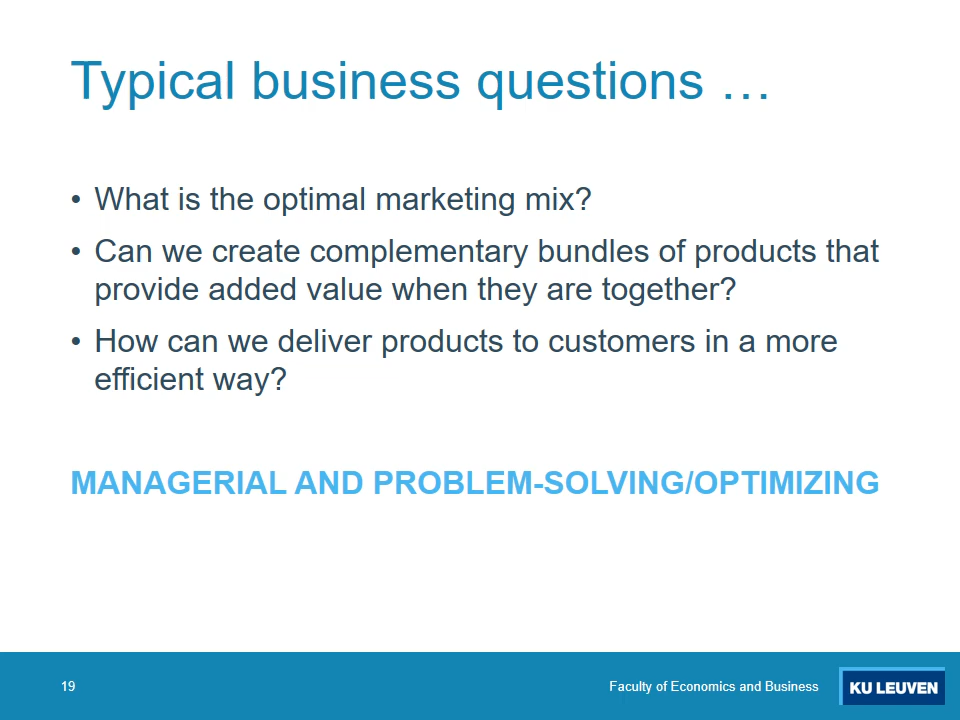 Typical business questions …
• What is the optimal marketing mix?
• Can we create complementary bundles of products that
provide added value when they are together?
• How can we deliver products to customers in a more
efficient way?
MANAGERIAL AND PROBLEM-SOLVING/OPTIMIZING
19
Faculty of Economics and Business
KU LEUVEN